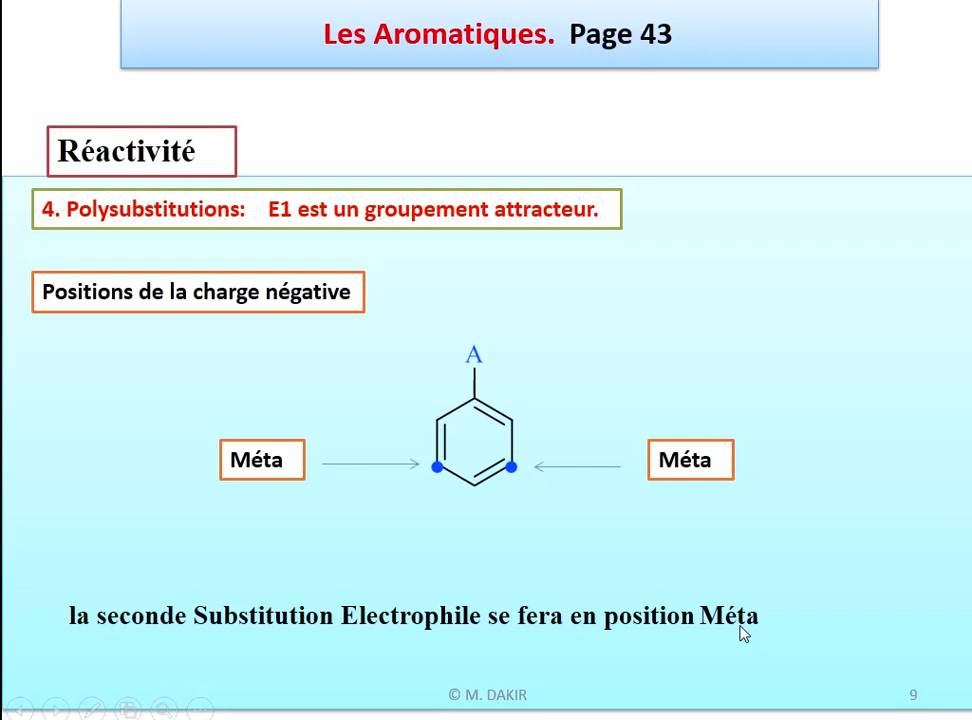 Les Aromatiques. Page 43
Réactivité
4. Polysubstitutions: E1 est un groupement attracteur.
Positions de la charge négative
A
Méta
Méta
la seconde Substitution Electrophile se fera en position Méta
© M. DAKIR
9